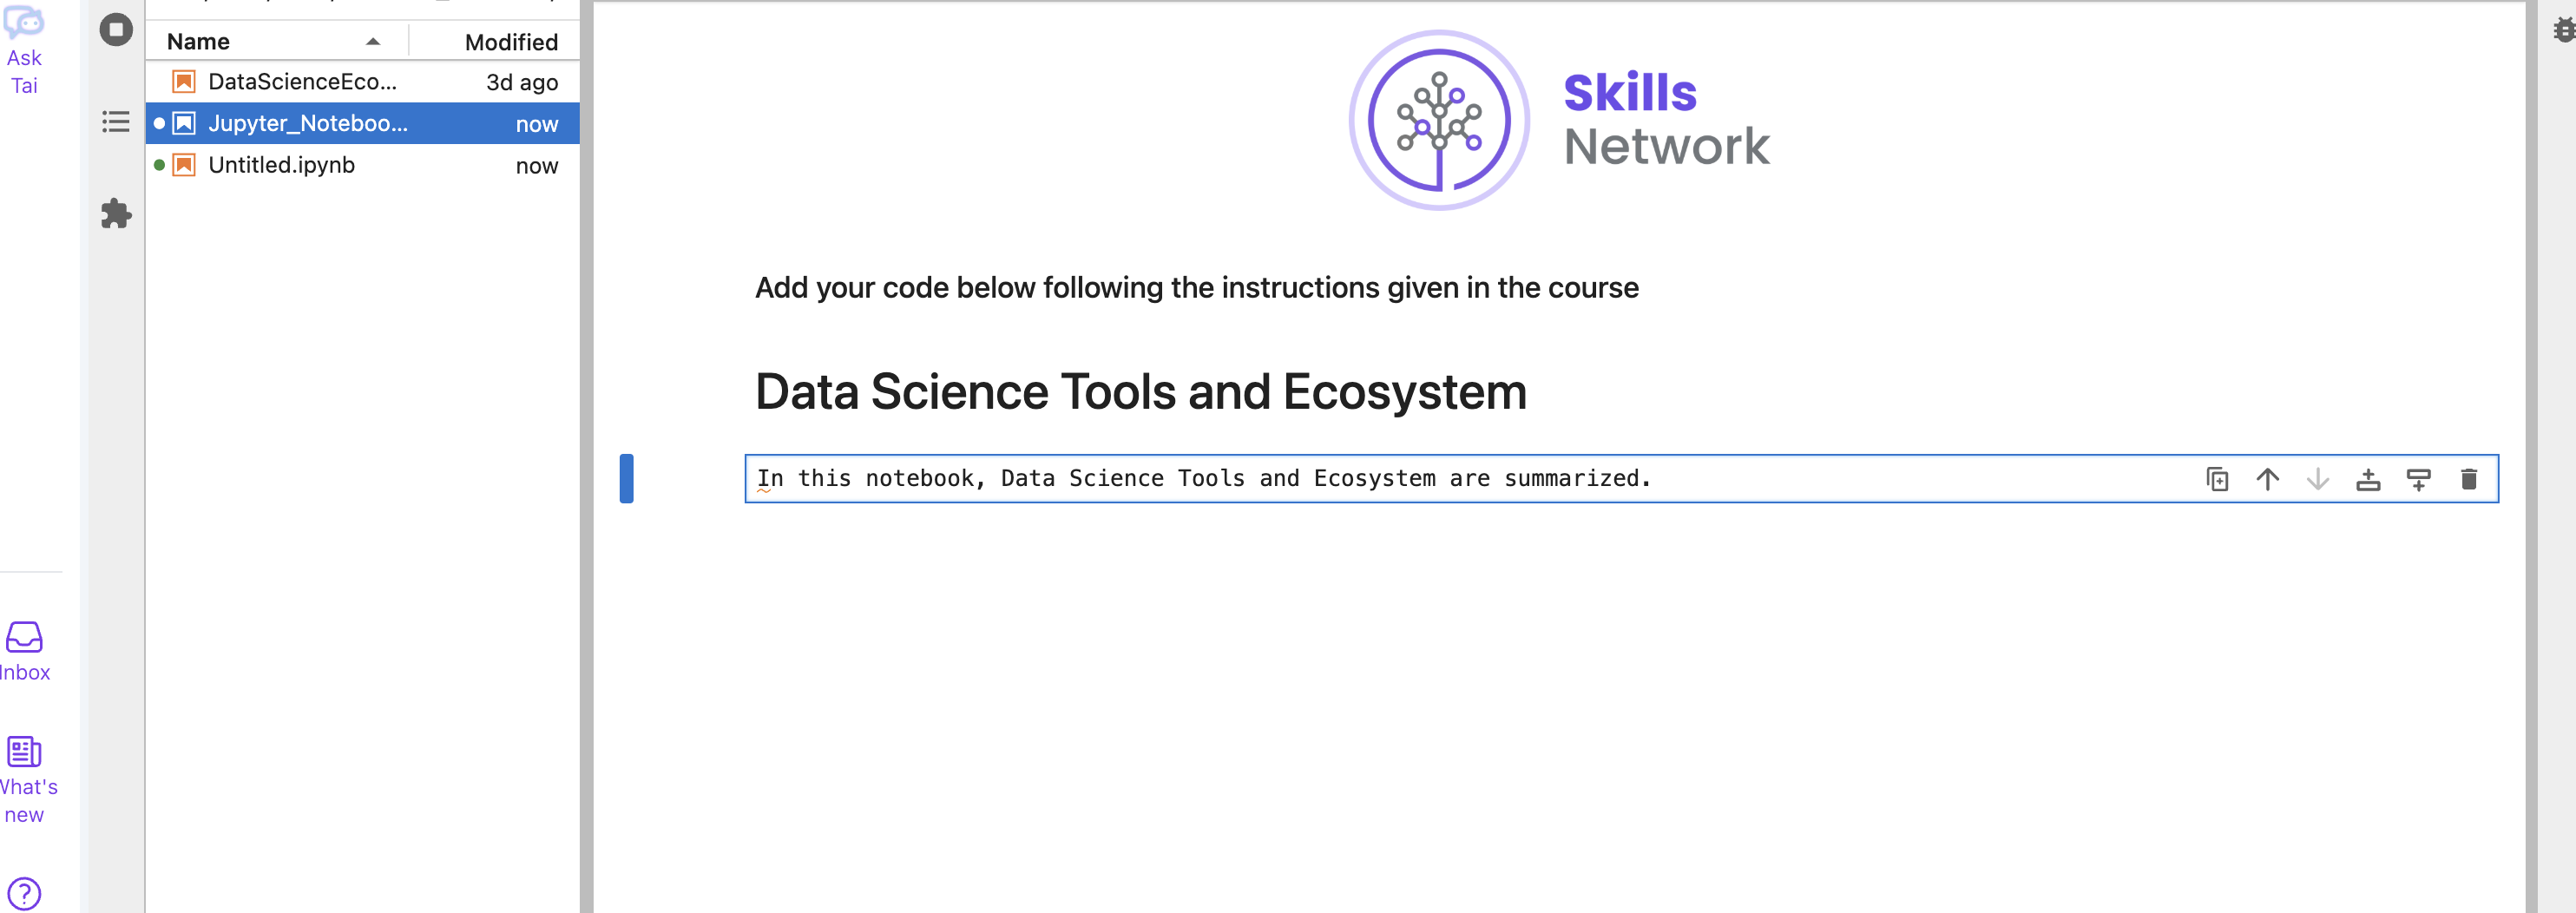 Ask
Tai
Name
Modified
DataScienceEco...
3d ago
Jupyter_Noteboo...
now
Untitled.ipynb
now
Skills
Network
Add your code below following the instructions given in the course
Data Science Tools and Ecosystem
In this notebook, Data Science Tools and Ecosystem are summarized.
Inbox
What's
new